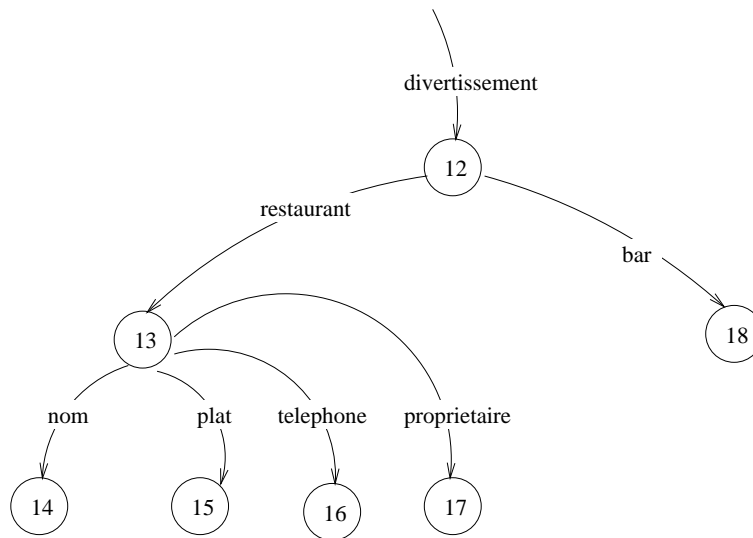 divertissement
12
restaurant
bar
13
18
nom plat telephone proprietaire
14 15 16 17